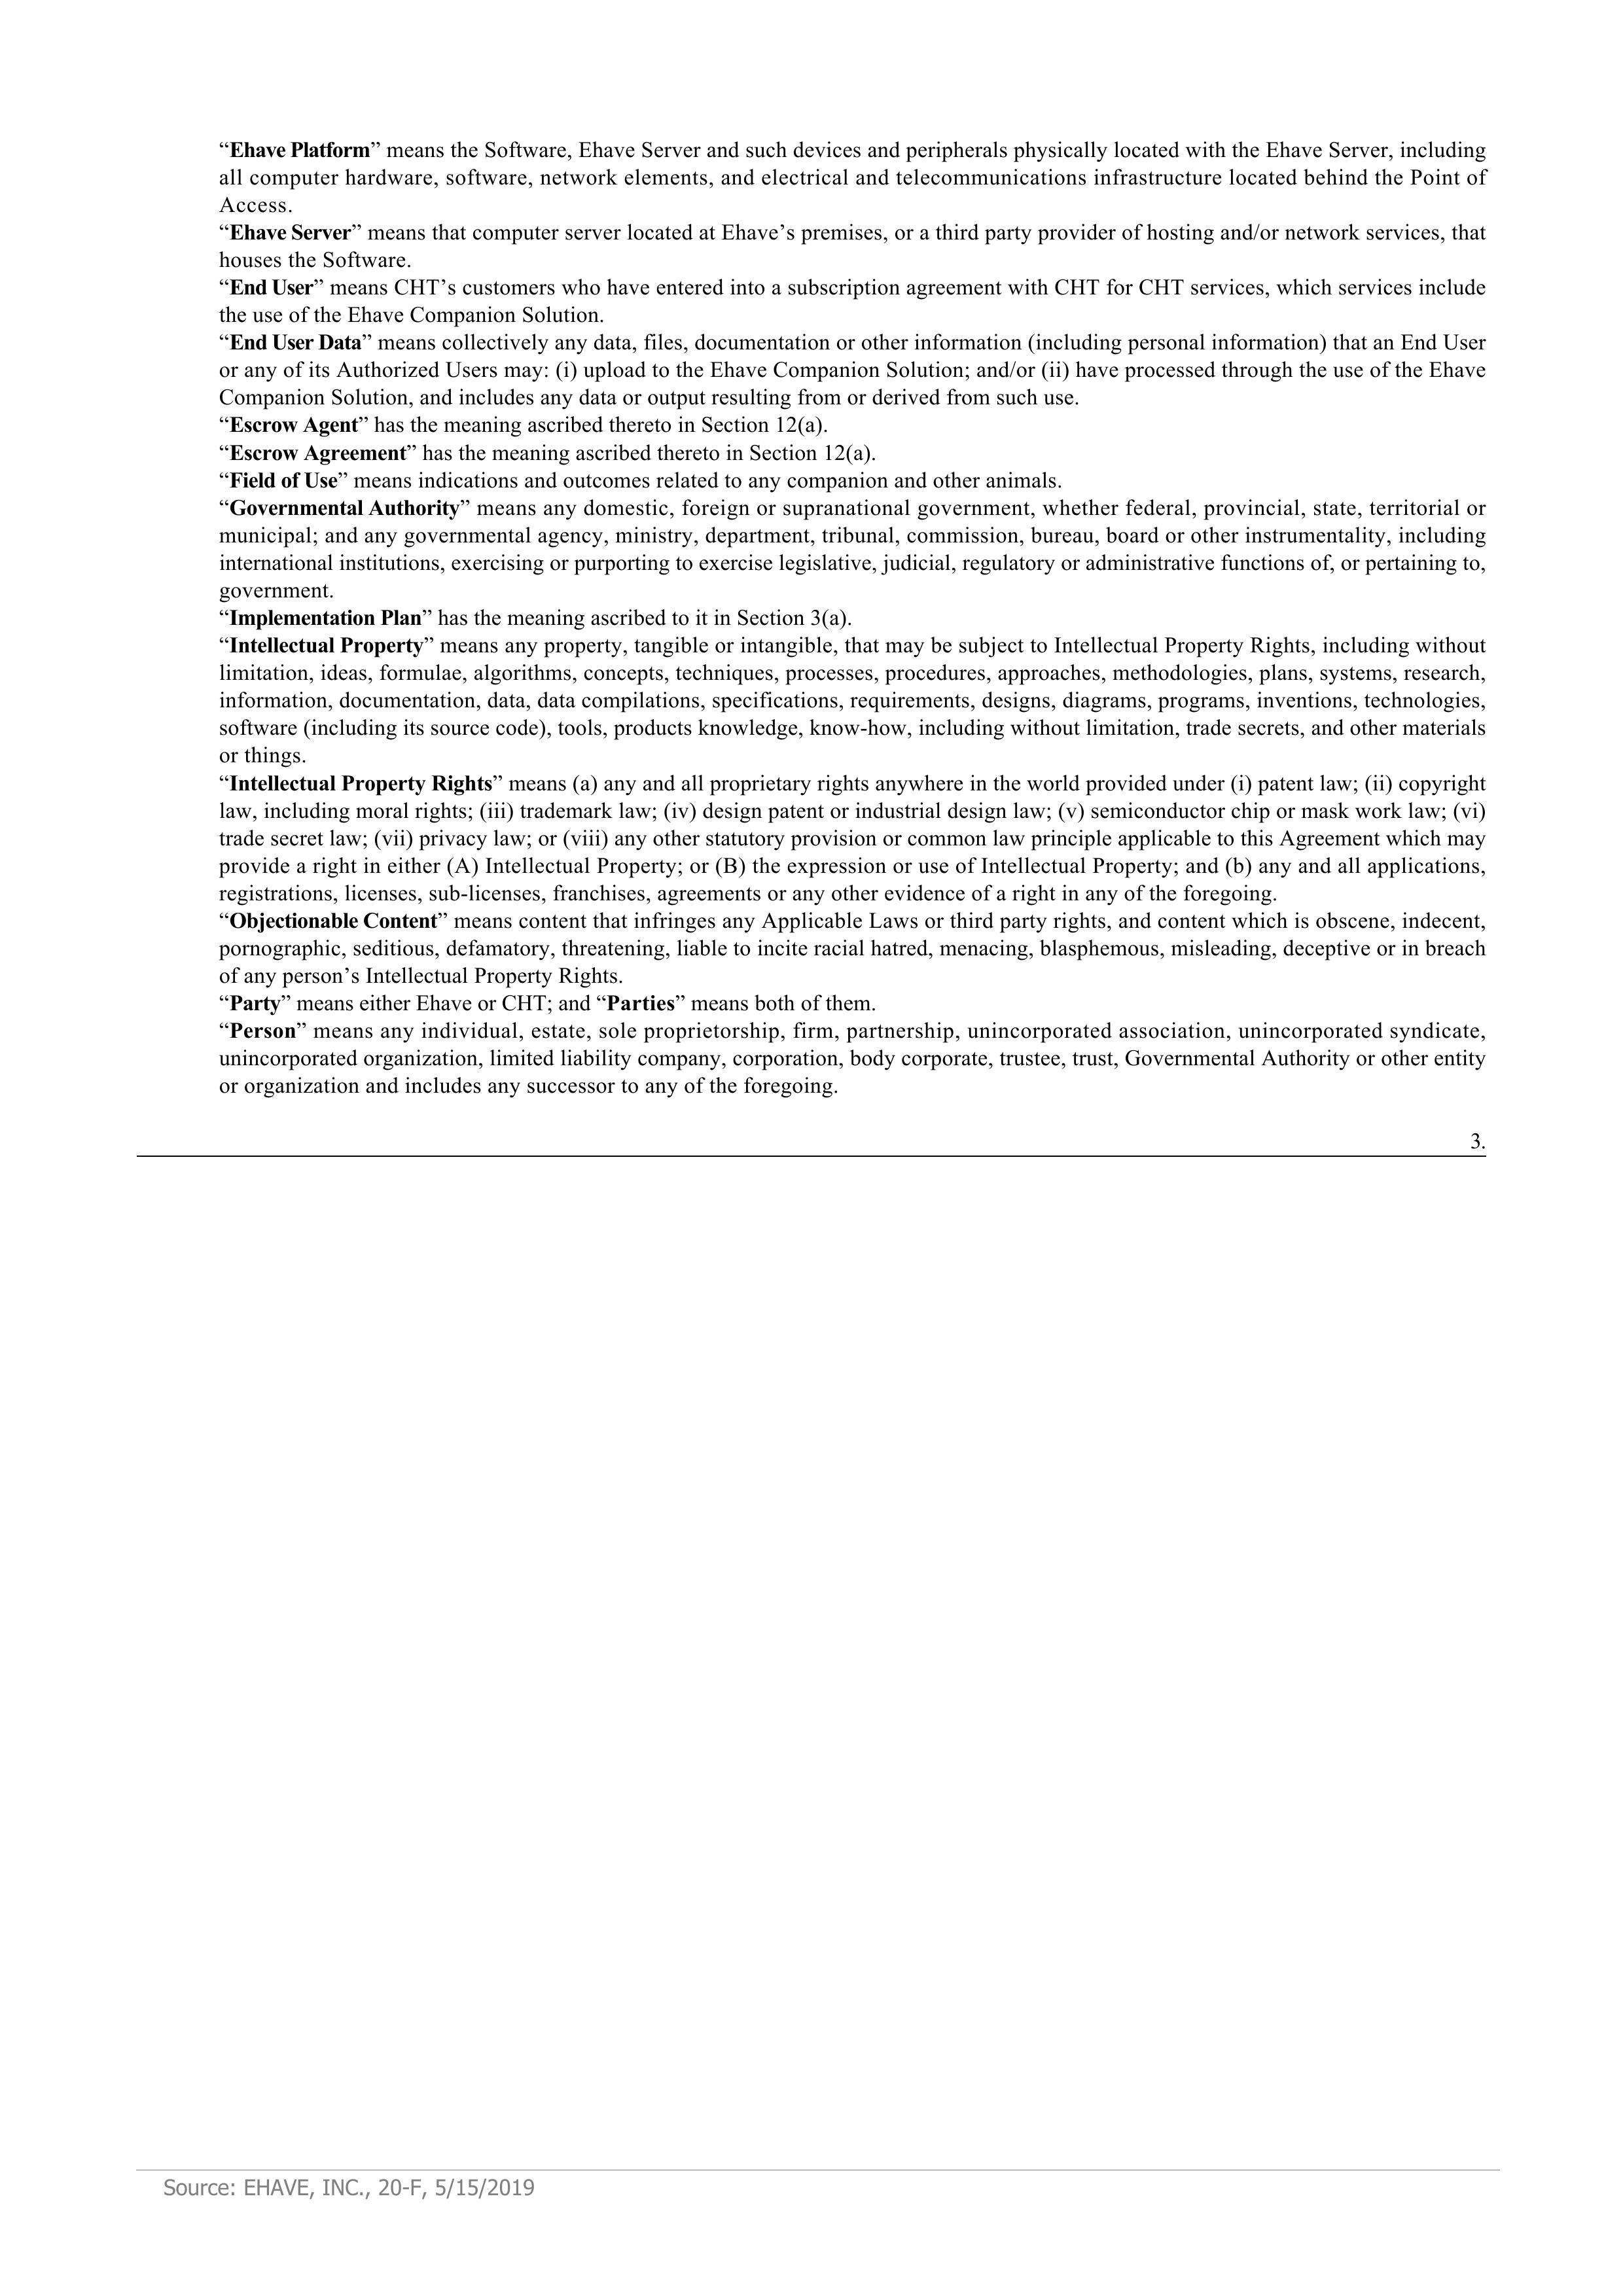 “Ehave Platform” means the Software, Ehave Server and such devices and peripherals physically located with the Ehave Server, including
all computer hardware, software, network elements, and electrical and telecommunications infrastructure located behind the Point of
Access.
“Ehave Server” means that computer server located at Ehave’s premises, or a third party provider of hosting and/or network services, that
houses the Software.
“End User” means CHT’s customers who have entered into a subscription agreement with CHT for CHT services, which services include
the use of the Ehave Companion Solution.
“End User Data” means collectively any data, files, documentation or other information (including personal information) that an End User
or any of its Authorized Users may: (i) upload to the Ehave Companion Solution; and/or (ii) have processed through the use of the Ehave
Companion Solution, and includes any data or output resulting from or derived from such use.
“Escrow Agent” has the meaning ascribed thereto in Section 12(a).
“Escrow Agreement” has the meaning ascribed thereto in Section 12(a).
“Field of Use” means indications and outcomes related to any companion and other animals.
“Governmental Authority” means any domestic, foreign or supranational government, whether federal, provincial, state, territorial or
municipal; and any governmental agency, ministry, department, tribunal, commission, bureau, board or other instrumentality, including
international institutions, exercising or purporting to exercise legislative, judicial, regulatory or administrative functions of, or pertaining to,
government.
“Implementation Plan” has the meaning ascribed to it in Section 3(a).
“Intellectual Property” means any property, tangible or intangible, that may be subject to Intellectual Property Rights, including without
limitation, ideas, formulae, algorithms, concepts, techniques, processes, procedures, approaches, methodologies, plans, systems, research,
information, documentation, data, data compilations, specifications, requirements, designs, diagrams, programs, inventions, technologies,
software (including its source code), tools, products knowledge, know-how, including without limitation, trade secrets, and other materials
or things.
“Intellectual Property Rights” means (a) any and all proprietary rights anywhere in the world provided under (i) patent law; (ii) copyright
law, including moral rights; (iii) trademark law; (iv) design patent or industrial design law; (v) semiconductor chip or mask work law; (vi)
trade secret law; (vii) privacy law; or (viii) any other statutory provision or common law principle applicable to this Agreement which may
provide a right in either (A) Intellectual Property; or (B) the expression or use of Intellectual Property; and (b) any and all applications,
registrations, licenses, sub-licenses, franchises, agreements or any other evidence of a right in any of the foregoing.
“Objectionable Content” means content that infringes any Applicable Laws or third party rights, and content which is obscene, indecent,
pornographic, seditious, defamatory, threatening, liable to incite racial hatred, menacing, blasphemous, misleading, deceptive or in breach
of any person’s Intellectual Property Rights.
“Party” means either Ehave or CHT; and “Parties” means both of them.
“Person” means any individual, estate, sole proprietorship, firm, partnership, unincorporated association, unincorporated syndicate,
unincorporated organization, limited liability company, corporation, body corporate, trustee, trust, Governmental Authority or other entity
or organization and includes any successor to any of the foregoing.
3.
Source: EHAVE, INC., 20-F, 5/15/2019